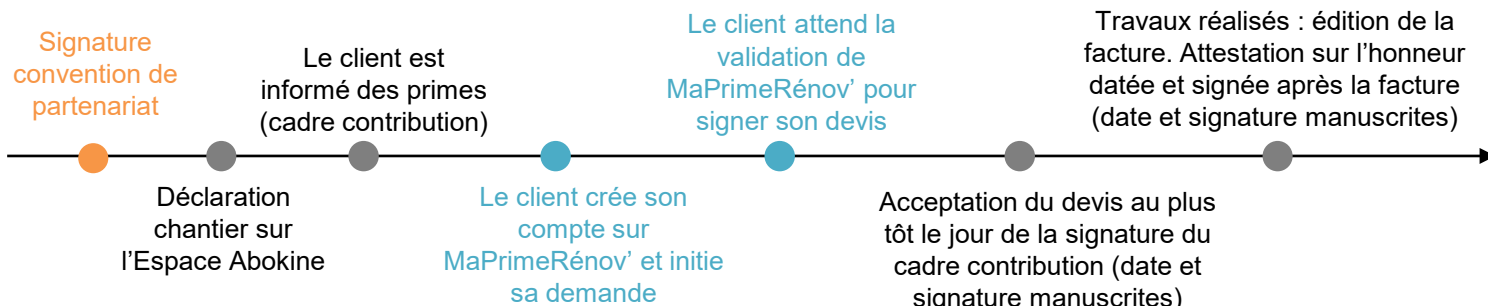 Signature
convention de
partenariat
Déclaration
chantier sur
l’Espace Abokine
Le client est
informé des primes
(cadre contribution)
Le client crée son
compte sur
MaPrimeRénov’ et initie
sa demande
Le client attend la
validation de
MaPrimeRénov’ pour
signer son devis
Acceptation du devis au plus
tôt le jour de la signature du
cadre contribution (date et
signature manuscrites)
Travaux réalisés : édition de la
facture. Attestation sur l’honneur
datée et signée après la facture
(date et signature manuscrites)